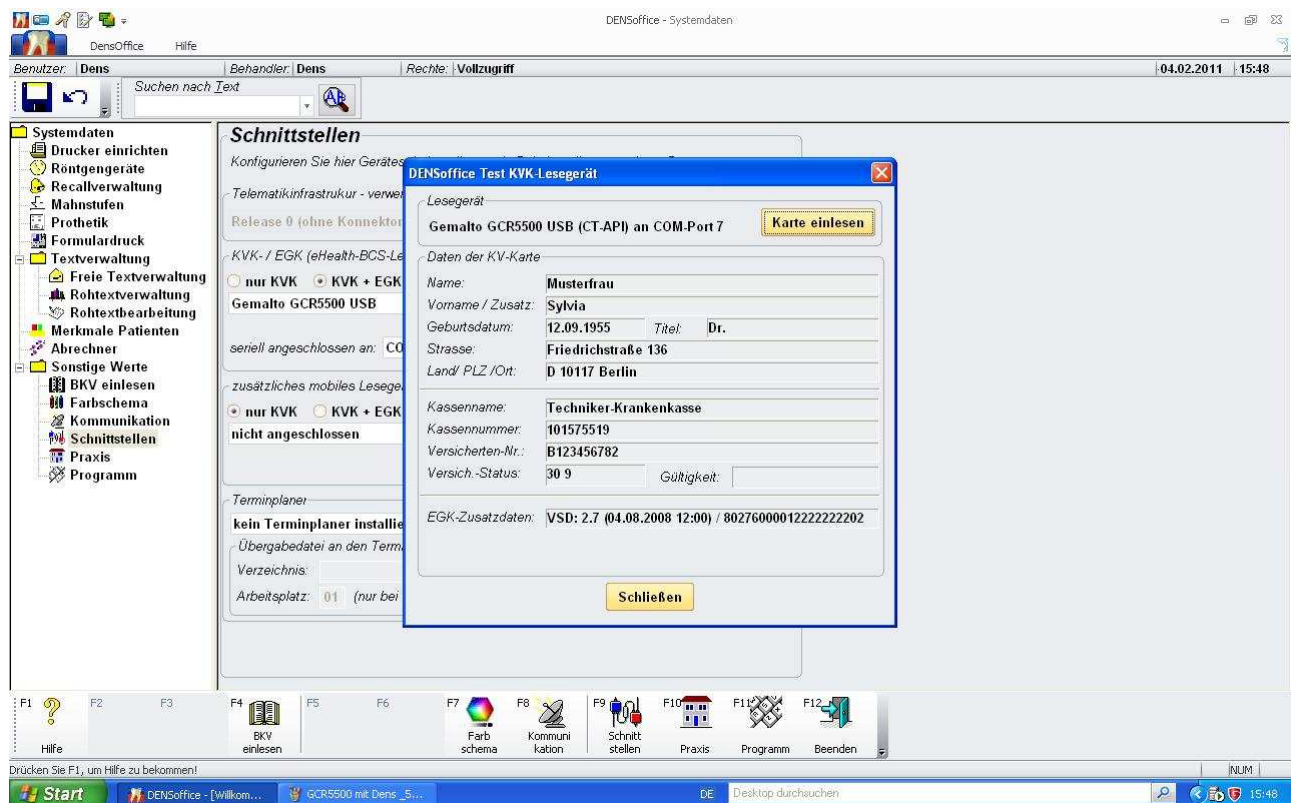 DENSoffice - Systemdaten
DensOffice Hilfe
Benutzer: Dens Behandler: Dens Rechte: Vollzugriff 04.02.2011 15:48
Suchen nach Text
Systemdaten
Drucker einrichten
Röntgengeräte
Recallverwaltung
Mahnstufen
Prothetik
Formulardruck
Textverwaltung
Freie Textverwaltung
Rohtextverwaltung
Rohtextbearbeitung
Merkmale Patienten
Abrechner
Sonstige Werte
BKV einlesen
Farbschema
Kommunikation
Schnittstellen
Praxis
Programm
Schnittstellen
Konfigurieren Sie hier Gerätes
Telematikinfrastrukur - verwe
Release 0 (ohne Konnektor
KVK- / EGK (eHealth-BCS-Le
nur KVK KVK + EGK
Gemalto GCR5500 USB
seriell angeschlossen an: CO
zusätzliches mobiles Lesege
nur KVK KVK + EGK
nicht angeschlossen
Terminplaner
kein Terminplaner installie
Übergabedatei an den Term
Verzeichnis:
Arbeitsplatz: 01 (nur bei
DENSoffice Test KVK-Lesegerät
Lesegerät
Gemalto GCR5500 USB (CT-API) an COM-Port 7 Karte einlesen
Daten der KV-Karte
Name: Musterfrau
Vorname / Zusatz: Sylvia
Geburtsdatum: 12.09.1955 Titel: Dr.
Strasse: Friedrichstraße 136
Land/ PLZ /Ort: D 10117 Berlin
Kassenname: Techniker-Krankenkasse
Kassennummer: 101575519
Versicherten-Nr.: B123456782
Versich.-Status: 30 9 Gültigkeit:
EGK-Zusatzdaten: VSD: 2.7 (04.08.2008 12:00) / 80276000012222222202
Schließen
F1 F2 F3 F4 F5 F6 F7 F8 F9 F10 F11 F12
Hilfe BKV einlesen Farb schema Kommuni kation Schnitt stellen Praxis Programm Beenden
Drücken Sie F1, um Hilfe zu bekommen! NUM
Start DENSoffice - [Willkom... GCR5500 mit Dens _5... DE Desktop durchsuchen 15:48